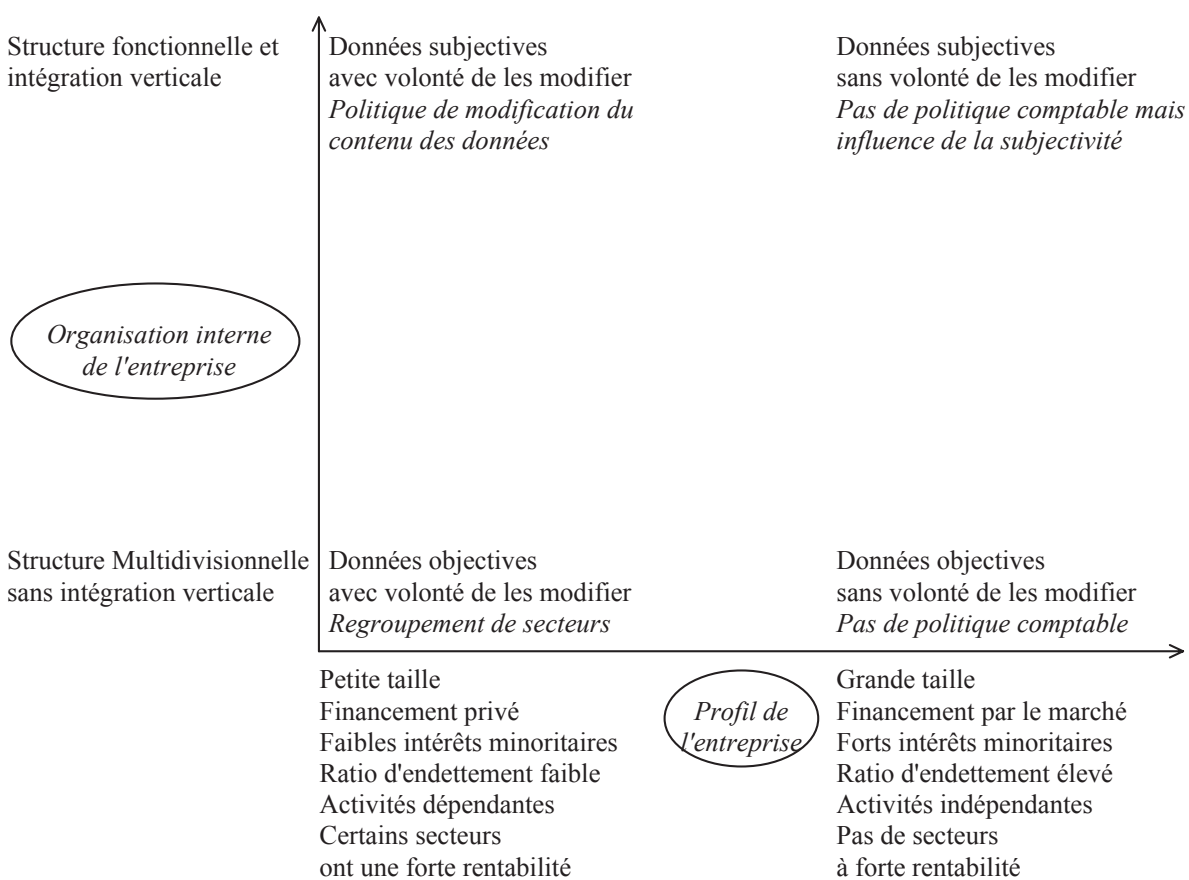 Structure fonctionnelle et
intégration verticale
Données subjectives
avec volonté de les modifier
Politique de modification du
contenu des données
Données subjectives
sans volonté de les modifier
Pas de politique comptable mais
influence de la subjectivité
Organisation interne
de l'entreprise
Structure Multidivisionnelle
sans intégration verticale
Données objectives
avec volonté de les modifier
Regroupement de secteurs
Données objectives
sans volonté de les modifier
Pas de politique comptable
Petite taille
Financement privé
Faibles intérêts minoritaires
Ratio d'endettement faible
Activités dépendantes
Certains secteurs
ont une forte rentabilité
Profil de
l'entreprise
Grande taille
Financement par le marché
Forts intérêts minoritaires
Ratio d'endettement élevé
Activités indépendantes
Pas de secteurs
à forte rentabilité